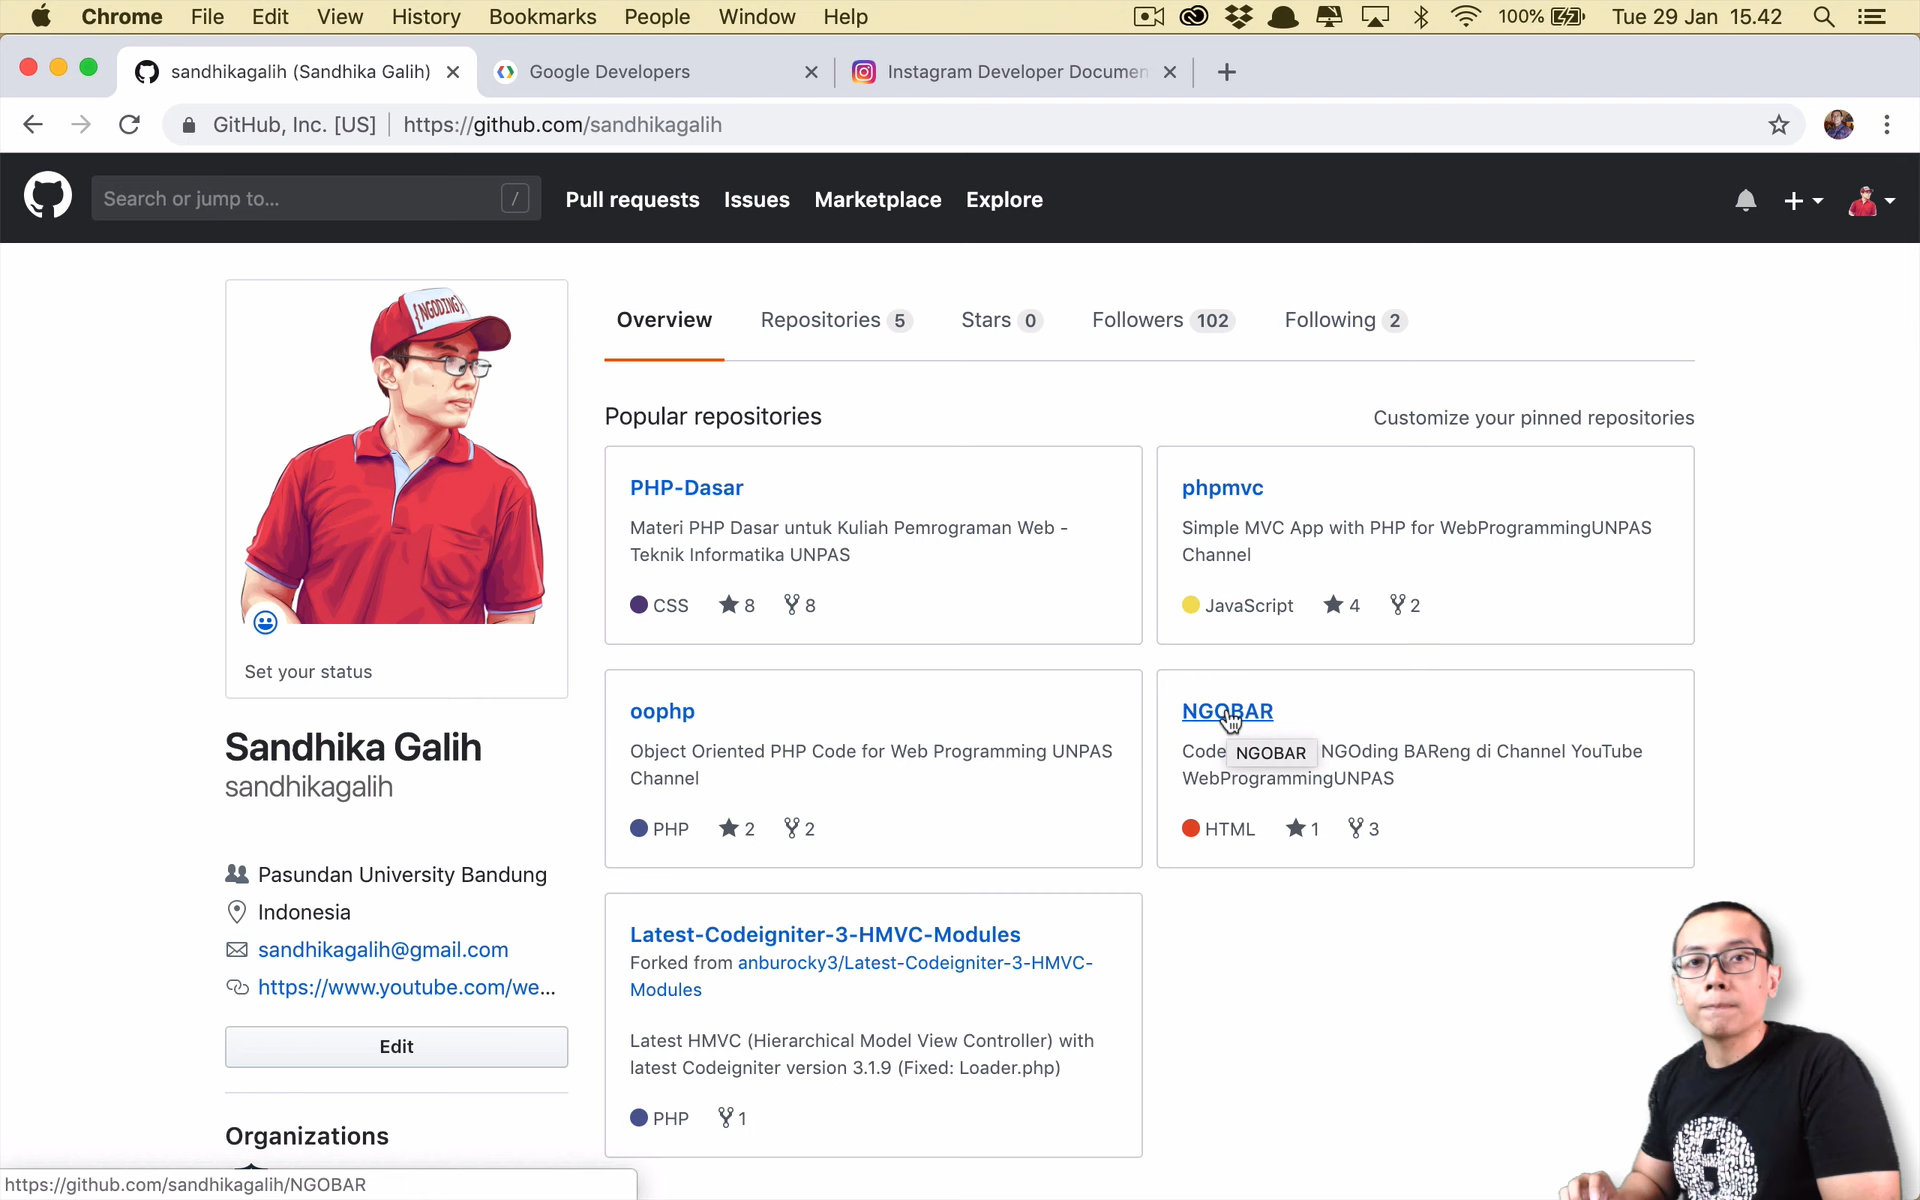 Chrome File Edit View History Bookmarks People Window Help 100% Tue 29 Jan 15.42
sandhikagalih (Sandhika Galih) Google Developers Instagram Developer Documen
GitHub, Inc. [US] https://github.com/sandhikagalih
Search or jump to... / Pull requests Issues Marketplace Explore
{NGODING}
Overview Repositories 5 Stars 0 Followers 102 Following 2
Popular repositories Customize your pinned repositories
PHP-Dasar
Materi PHP Dasar untuk Kuliah Pemrograman Web -
Teknik Informatika UNPAS
CSS 8 8
phpmvc
Simple MVC App with PHP for WebProgrammingUNPAS
Channel
JavaScript 4 2
oophp
Object Oriented PHP Code for Web Programming UNPAS
Channel
PHP 2 2
NGOBAR
Code NGOBAR NGOding BAReng di Channel YouTube
WebProgrammingUNPAS
HTML 1 3
Latest-Codeigniter-3-HMVC-Modules
Forked from anburocky3/Latest-Codeigniter-3-HMVC-
Modules
Latest HMVC (Hierarchical Model View Controller) with
latest Codeigniter version 3.1.9 (Fixed: Loader.php)
PHP 1
Set your status
Sandhika Galih
sandhikagalih
Pasundan University Bandung
Indonesia
sandhikagalih@gmail.com
https://www.youtube.com/we...
Edit
Organizations
https://github.com/sandhikagalih/NGOBAR